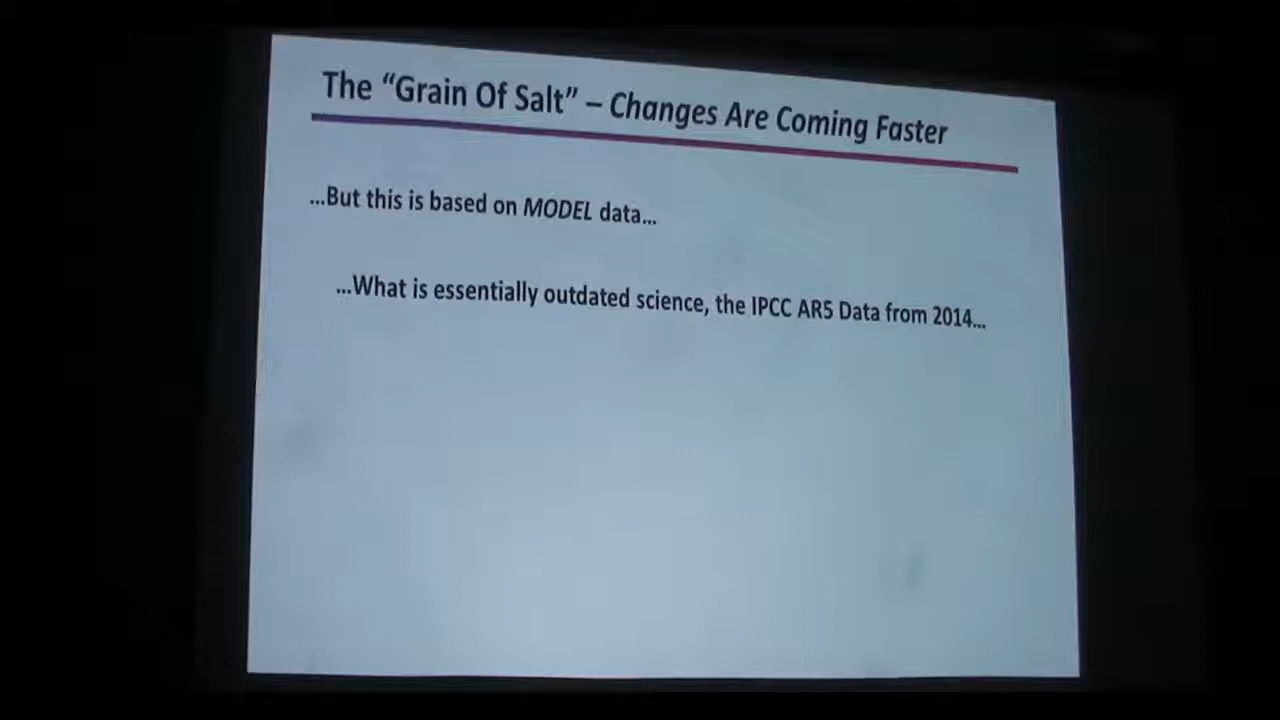 The “Grain Of Salt” – Changes Are Coming Faster
...But this is based on MODEL data...
...What is essentially outdated science, the IPCC AR5 Data from 2014...